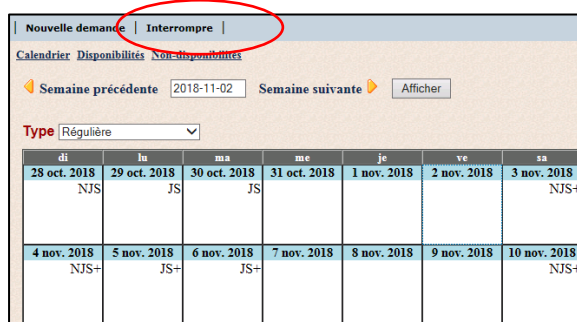 | Nouvelle demande | Interrompre |
Calendrier Disponibilités Non-disponibilités
Semaine précédente 2018-11-02 Semaine suivante Afficher
Type Régulière
di lu ma me je ve sa
28 oct. 2018 29 oct. 2018 30 oct. 2018 31 oct. 2018 1 nov. 2018 2 nov. 2018 3 nov. 2018
NJS JS JS NJS+
4 nov. 2018 5 nov. 2018 6 nov. 2018 7 nov. 2018 8 nov. 2018 9 nov. 2018 10 nov. 2018
NJS+ JS+ JS+ NJS+